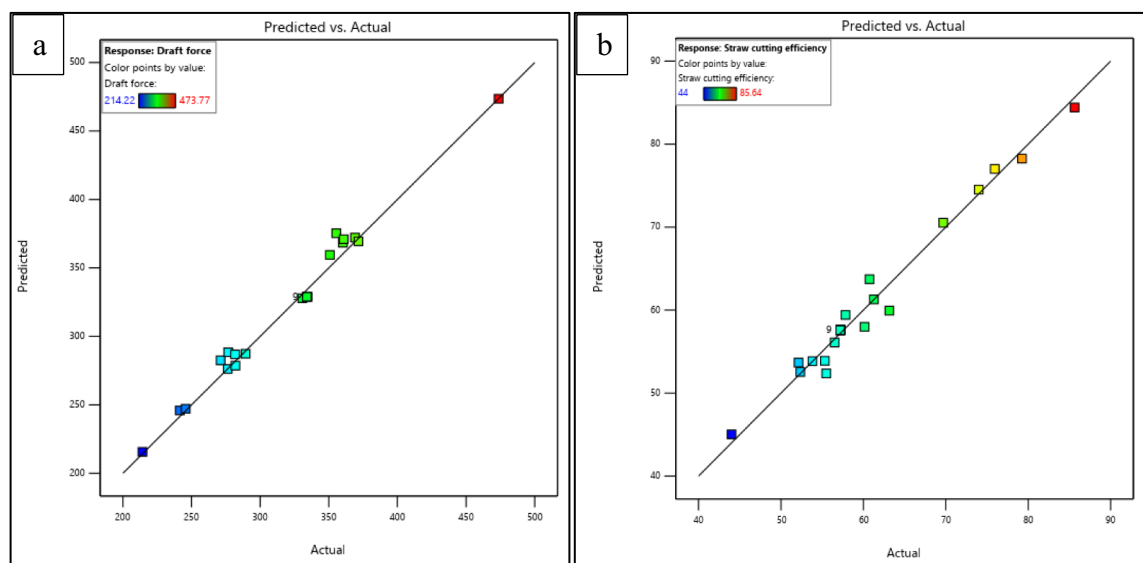 a
Predicted vs. Actual
Response: Draft force
Color points by value:
Draft force:
214.22 473.77
500
450
400
350
300
250
200
Predicted
9
200 250 300 350 400 450 500
Actual
b
Predicted vs. Actual
Response: Straw cutting efficiency
Color points by value:
Straw cutting efficiency:
44 85.64
90
80
70
60
50
40
Predicted
9
40 50 60 70 80 90
Actual